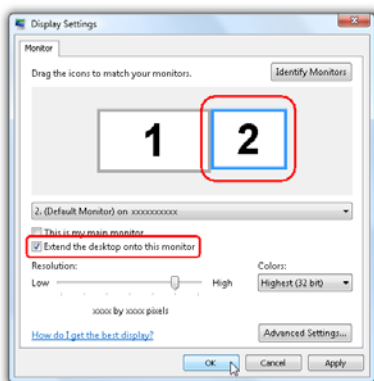 Display Settings
Monitor
Drag the icons to match your monitors.
Identify Monitors
1
2
2. (Default Monitor) on xxxxxxxxxx
This is my main monitor
Extend the desktop onto this monitor
Resolution:
Colors:
Low
High
Highest (32 bit)
xxxx by xxxx pixels
How do I get the best display?
Advanced Settings...
OK
Cancel
Apply